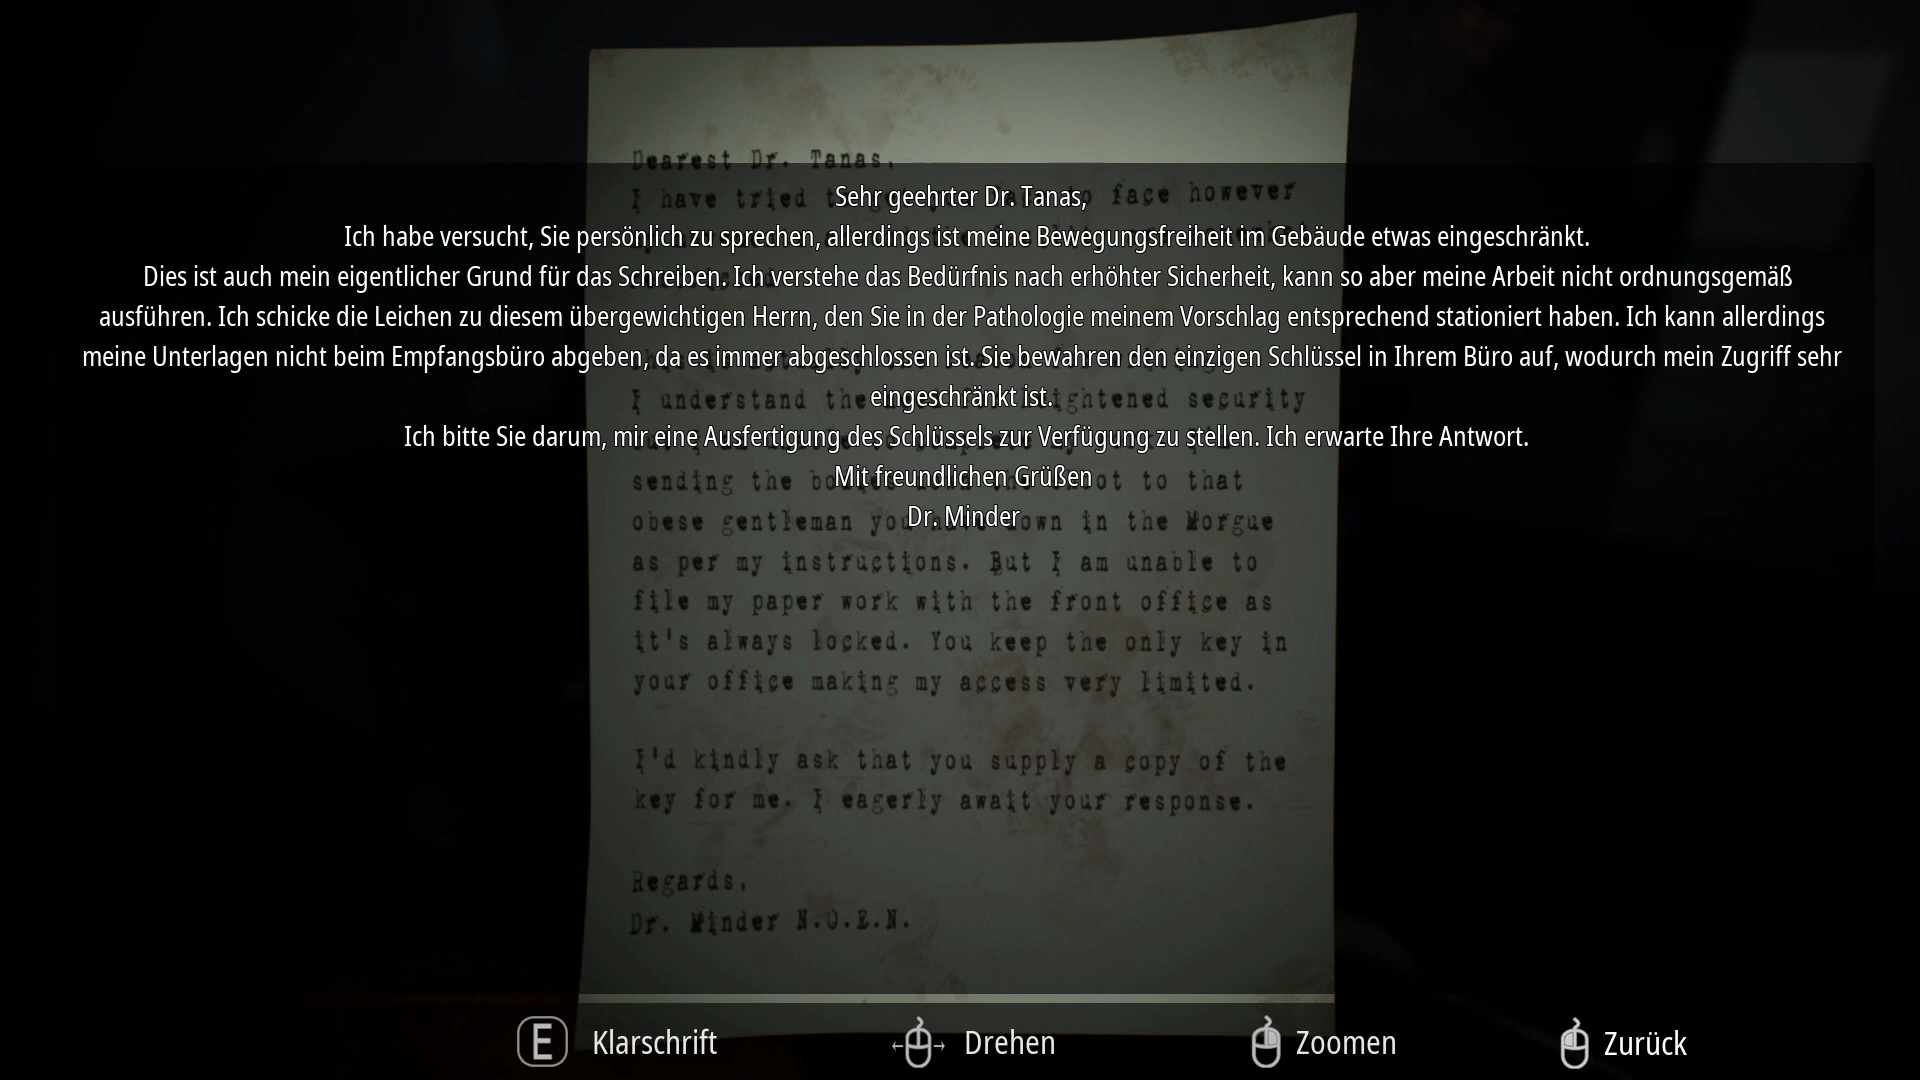 Dearest Dr. Tanas,
I have tried t face however
Sehr geehrter Dr. Tanas,
Ich habe versucht, Sie persönlich zu sprechen, allerdings ist meine Bewegungsfreiheit im Gebäude etwas eingeschränkt.
Dies ist auch mein eigentlicher Grund für das Schreiben. Ich verstehe das Bedürfnis nach erhöhter Sicherheit, kann so aber meine Arbeit nicht ordnungsgemäß
ausführen. Ich schicke die Leichen zu diesem übergewichtigen Herrn, den Sie in der Pathologie meinem Vorschlag entsprechend stationiert haben. Ich kann allerdings
meine Unterlagen nicht beim Empfangsbüro abgeben, da es immer abgeschlossen ist. Sie bewahren den einzigen Schlüssel in Ihrem Büro auf, wodurch mein Zugriff sehr
eingeschränkt ist.
Ich bitte Sie darum, mir eine Ausfertigung des Schlüssels zur Verfügung zu stellen. Ich erwarte Ihre Antwort.
Mit freundlichen Grüßen
Dr. Minder
I understand the heightened security
sending the to that
obese gentleman you down in the Morgue
as per my instructions. But I am unable to
file my paper work with the front office as
it's always locked. You keep the only key in
your office making my access very limited.
I'd kindly ask that you supply a copy of the
key for me. I eagerly await your response.
Regards,
Dr. Minder N.O.E.N.
E Klarschrift
Drehen
Zoomen
Zurück